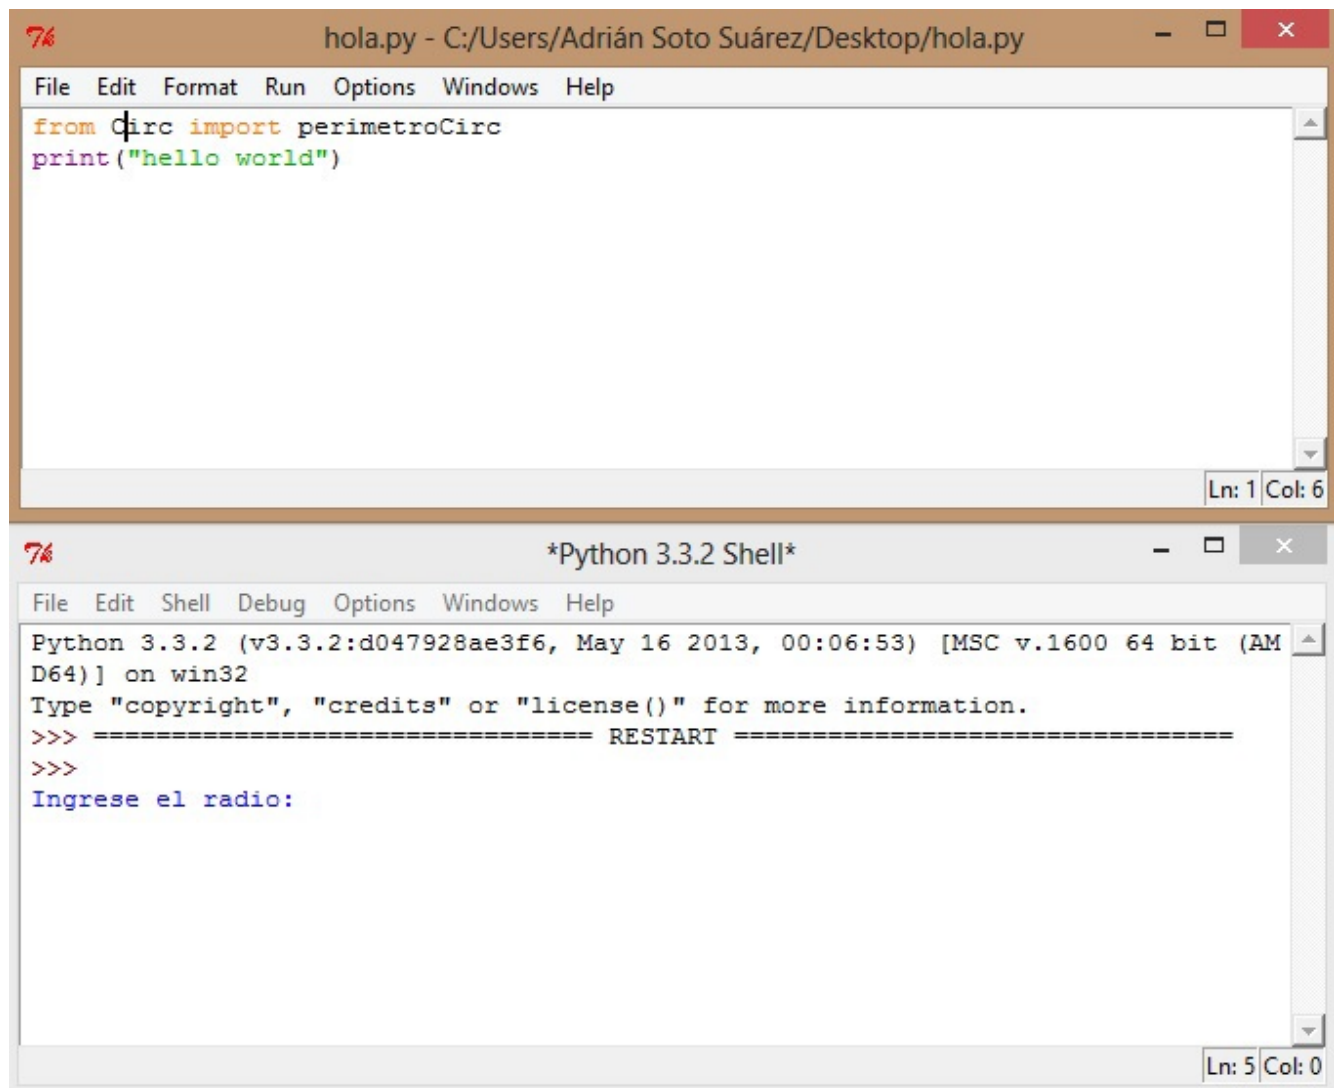 hola.py - C:/Users/Adrián Soto Suárez/Desktop/hola.py
File Edit Format Run Options Windows Help
from Circ import perimetroCirc
print("hello world")
Ln: 1 Col: 6
*Python 3.3.2 Shell*
File Edit Shell Debug Options Windows Help
Python 3.3.2 (v3.3.2:d047928ae3f6, May 16 2013, 00:06:53) [MSC v.1600 64 bit (AM
D64)] on win32
Type "copyright", "credits" or "license()" for more information.
>>> ================================ RESTART ================================
>>>
Ingrese el radio:
Ln: 5 Col: 0